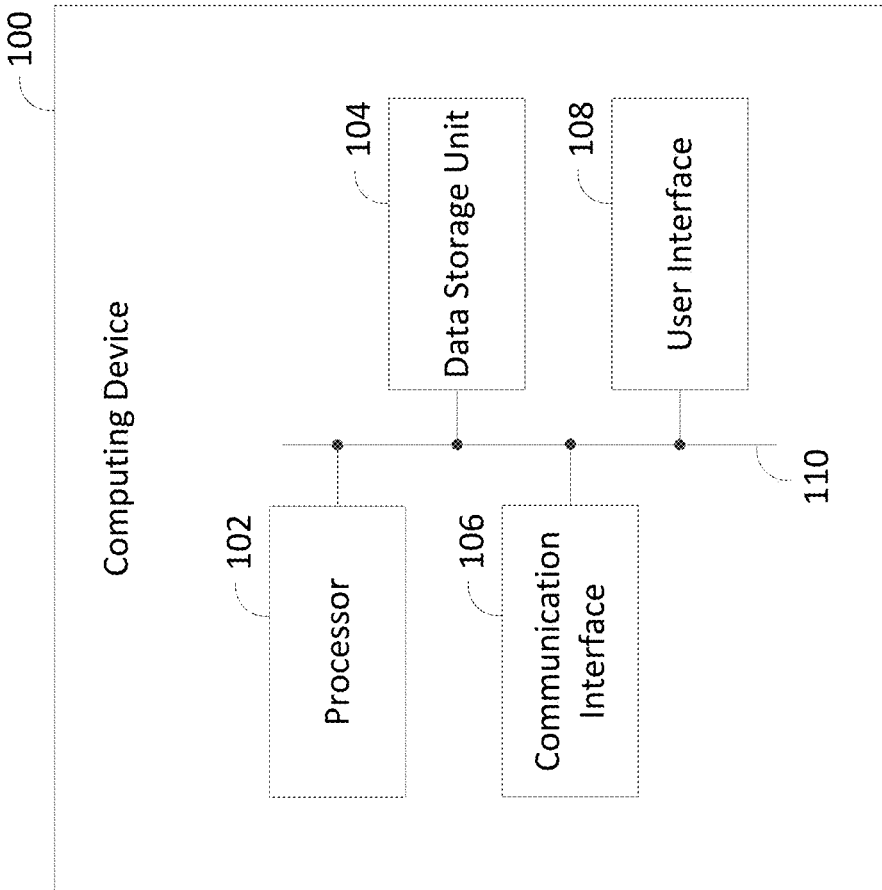 100
Computing Device
102
Processor
104
Data Storage Unit
106
Communication
Interface
108
User Interface
110